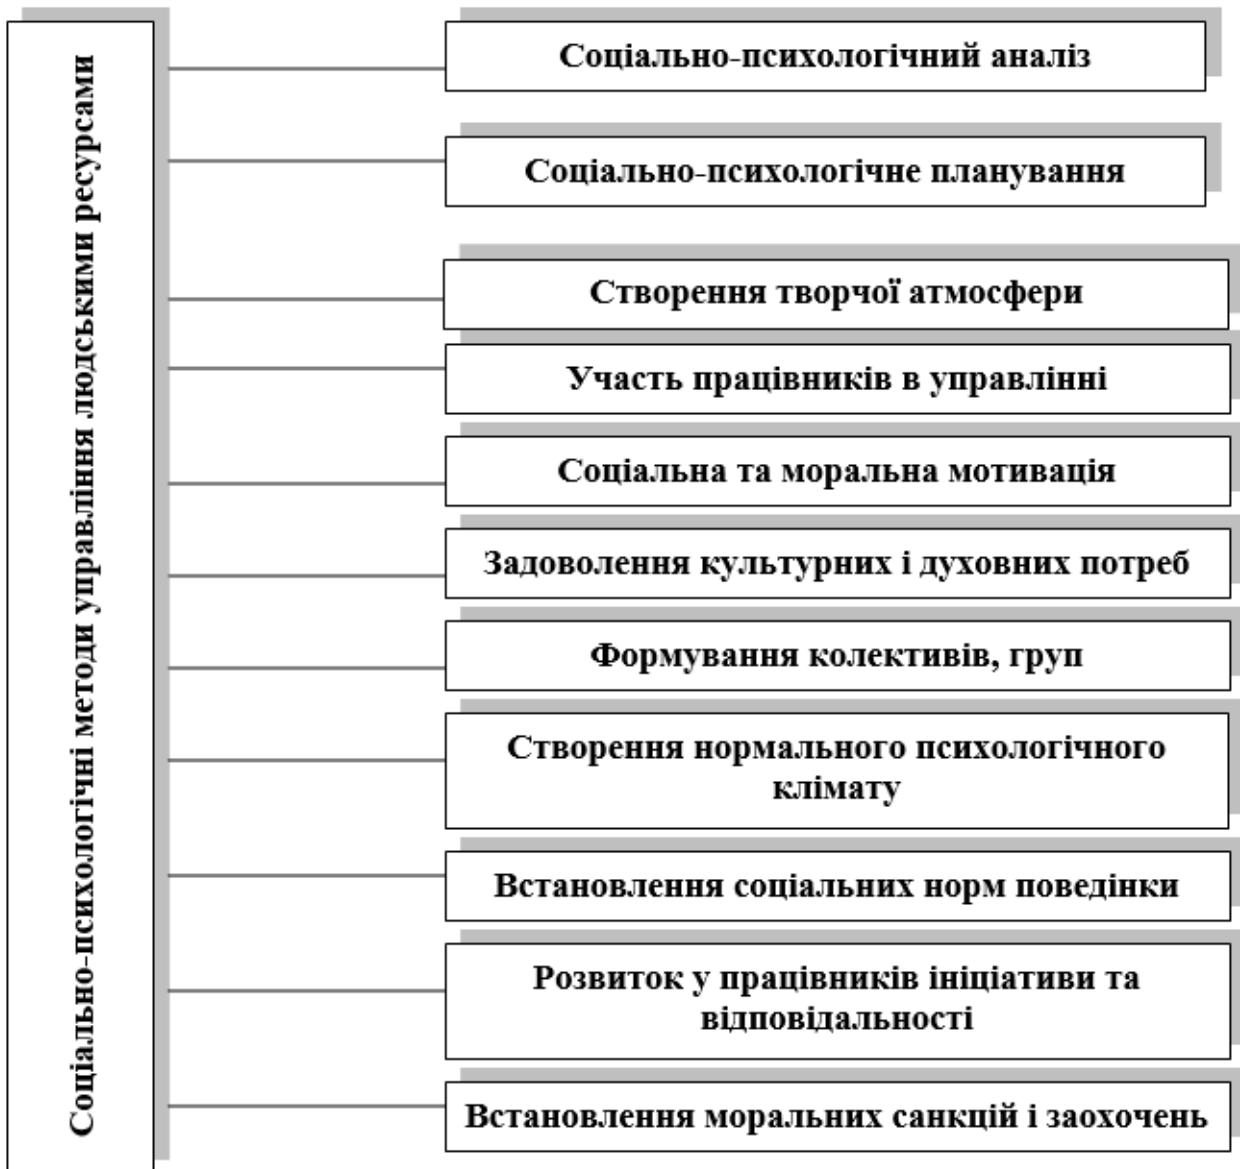 Соціально-психологічні методи управління людськими ресурсами
Соціально-психологічний аналіз
Соціально-психологічне планування
Створення творчої атмосфери
Участь працівників в управлінні
Соціальна та моральна мотивація
Задоволення культурних і духовних потреб
Формування колективів, груп
Створення нормального психологічного
клімату
Встановлення соціальних норм поведінки
Розвиток у працівників ініціативи та
відповідальності
Встановлення моральних санкцій і заохочень